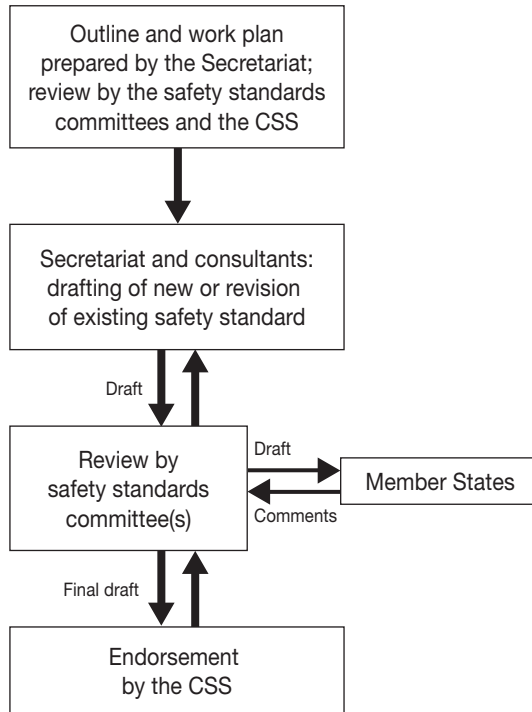 Outline and work plan
prepared by the Secretariat;
review by the safety standards
committees and the CSS
Secretariat and consultants:
drafting of new or revision
of existing safety standard
Draft
Review by
safety standards
committee(s)
Draft
Member States
Comments
Final draft
Endorsement
by the CSS